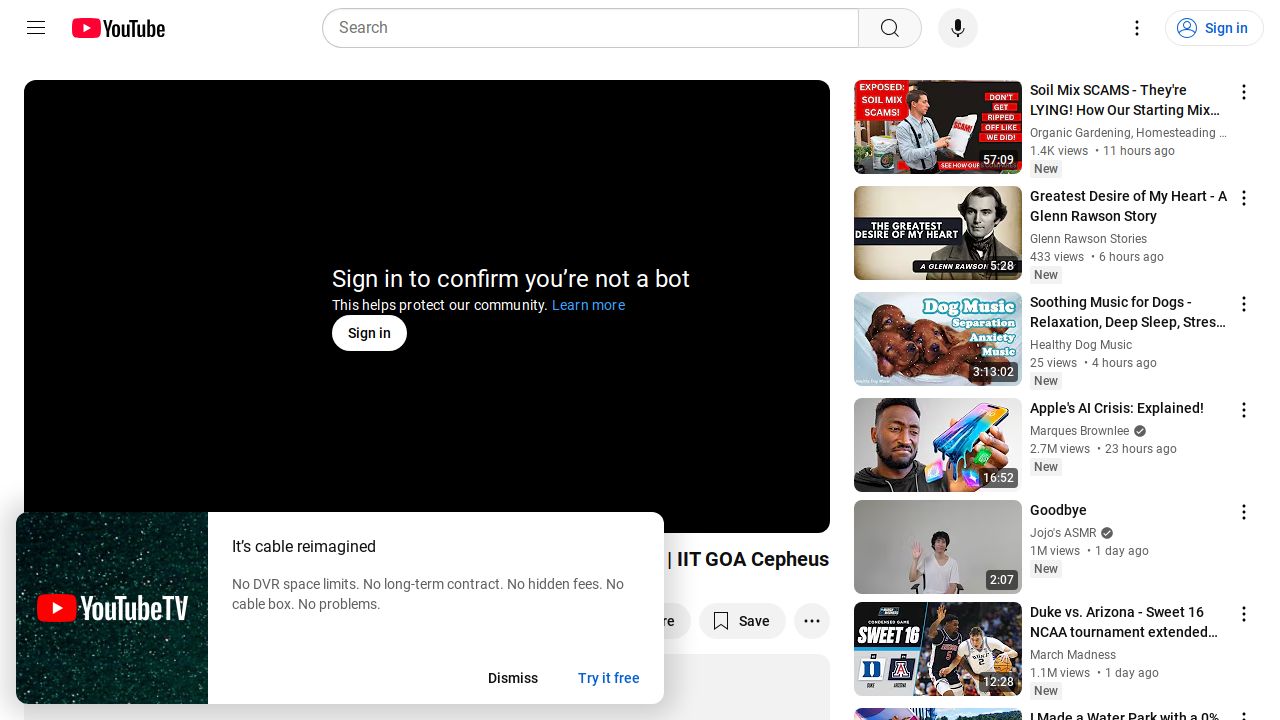 YouTube
Search
Sign in
Sign in to confirm you’re not a bot
This helps protect our community. Learn more
Sign in
| IIT GOA Cepheus
re
Save
YouTubeTV
It’s cable reimagined
No DVR space limits. No long-term contract. No hidden fees. No
cable box. No problems.
Dismiss
Try it free
EXPOSED:
SOIL MIX
SCAMS!
DON'T
GET
RIPPED
OFF LIKE
WE DID!
SCAM!
57:09
Soil Mix SCAMS - They're
LYING! How Our Starting Mix…
Organic Gardening, Homesteading …
1.4K views • 11 hours ago
New
THE GREATEST
DESIRE OF MY HEART
A GLENN RAWSON
5:28
Greatest Desire of My Heart - A
Glenn Rawson Story
Glenn Rawson Stories
433 views • 6 hours ago
New
Dog Music
Separation
Anxiety
Music
3:13:02
Soothing Music for Dogs -
Relaxation, Deep Sleep, Stres…
Healthy Dog Music
25 views • 4 hours ago
New
16:52
Apple's AI Crisis: Explained!
Marques Brownlee
2.7M views • 23 hours ago
New
2:07
Goodbye
Jojo's ASMR
1M views • 1 day ago
New
CONDENSED GAME
SWEET 16
DUKE
ARIZONA
12:28
Duke vs. Arizona - Sweet 16
NCAA tournament extended…
March Madness
1.1M views • 1 day ago
New
I Made a Water Park with a 0%